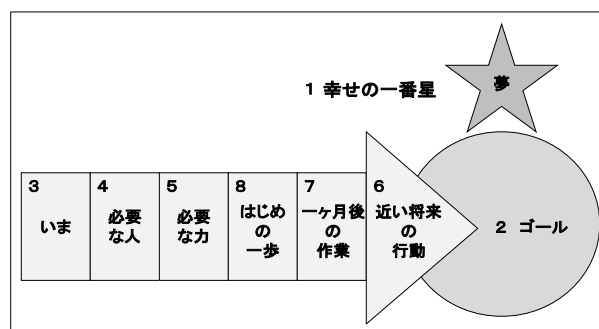 夢
1 幸せの一番星
3
いま
4
必要
な人
5
必要
な力
8
はじめ
の
一歩
7
一ヶ月後
の
作業
6
近い将来
の
行動
2 ゴール